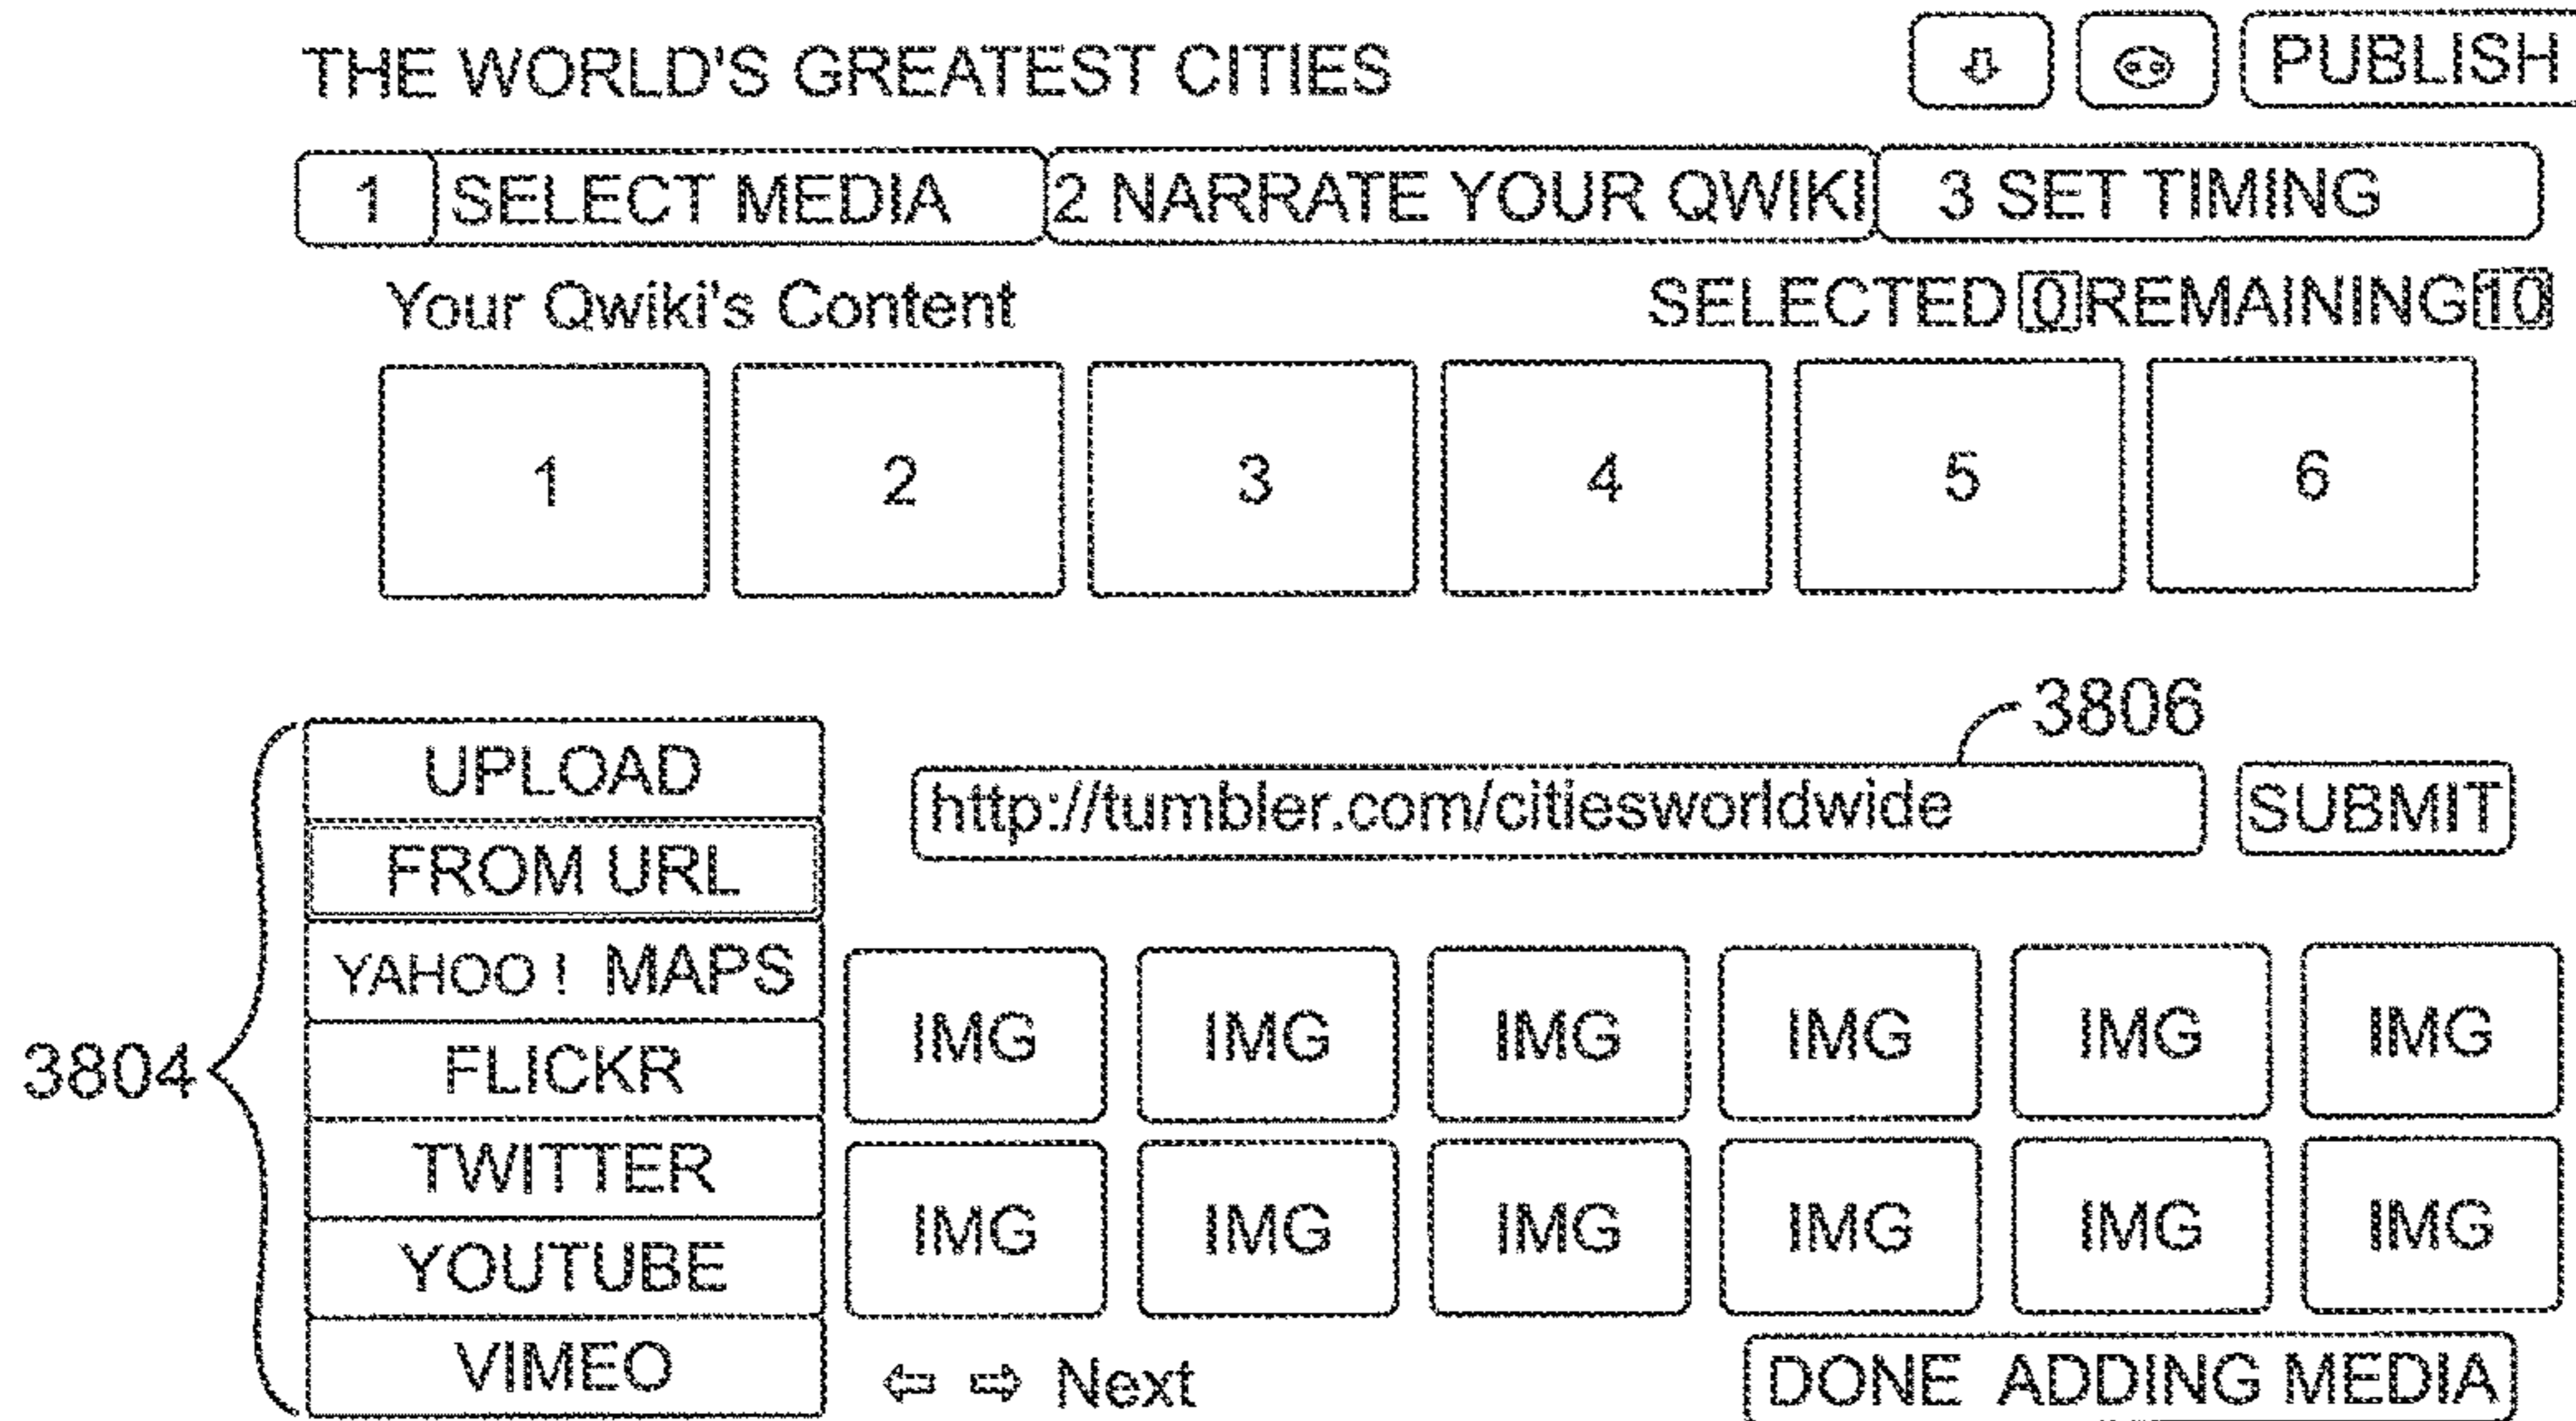 THE WORLD'S GREATEST CITIES PUBLISH
1 SELECT MEDIA 2 NARRATE YOUR QWIKI 3 SET TIMING
Your Qwiki's Content SELECTED 0 REMAINING 10
1 2 3 4 5 6
3806
UPLOAD
http://tumbler.com/citiesworldwide SUBMIT
FROM URL
YAHOO ! MAPS
IMG IMG IMG IMG IMG IMG
3804
FLICKR
TWITTER
IMG IMG IMG IMG IMG IMG
YOUTUBE
VIMEO
Next
DONE ADDING MEDIA